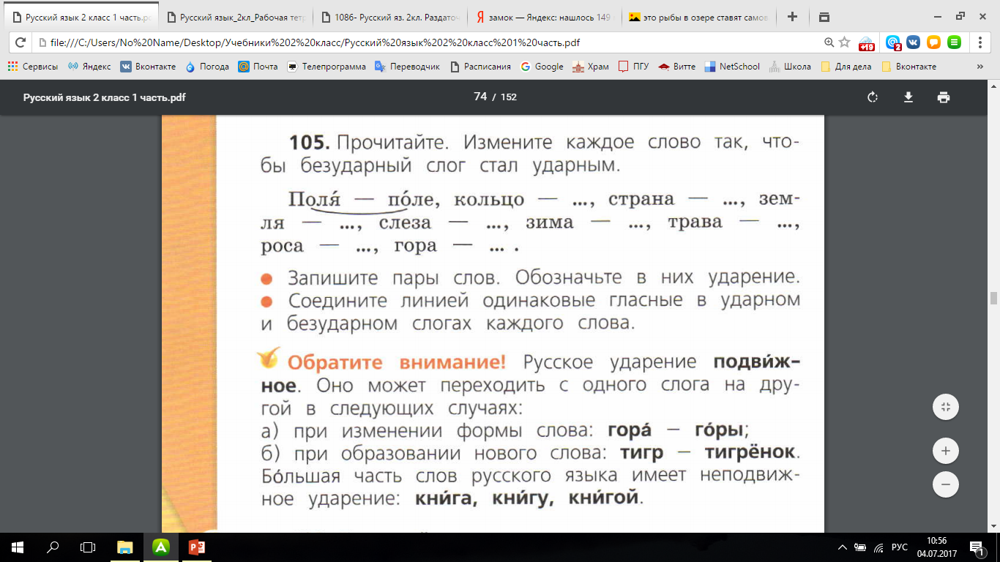 Русский язык 2 класс 1 часть.pd
Русский язык_2кл_Рабочая тетр
1086- Русский яз. 2кл. Раздаточ
замок — Яндекс: нашлось 149
это рыбы в озере ставят самов
file:///C:/Users/No%20Name/Desktop/Учебники%202%20класс/Русский%20язык%202%20класс%201%20часть.pdf
+19
2
Сервисы Яндекс Вконтакте Погода Почта Телепрограмма Переводчик Расписания Google Храм ПГУ Витте NetSchool Школа Для дела Вконтакте »
Русский язык 2 класс 1 часть.pdf 74 / 152
105. Прочитайте. Измените каждое слово так, что-
бы безударный слог стал ударным.
Поля́ — по́ле, кольцо — ..., страна — ..., зем-
ля — ..., слеза — ..., зима — ..., трава — ...,
роса — ..., гора — ... .
Запишите пары слов. Обозначьте в них ударение.
Соедините линией одинаковые гласные в ударном
и безударном слогах каждого слова.
Обратите внимание! Русское ударение подви́ж-
ное. Оно может переходить с одного слога на дру-
гой в следующих случаях:
а) при изменении формы слова: гора́ – го́ры;
б) при образовании нового слова: тигр – тигрёнок.
Бо́льшая часть слов русского языка имеет неподвиж-
ное ударение: кни́га, кни́гу, кни́гой.
РУС
10:56
04.07.2017
1